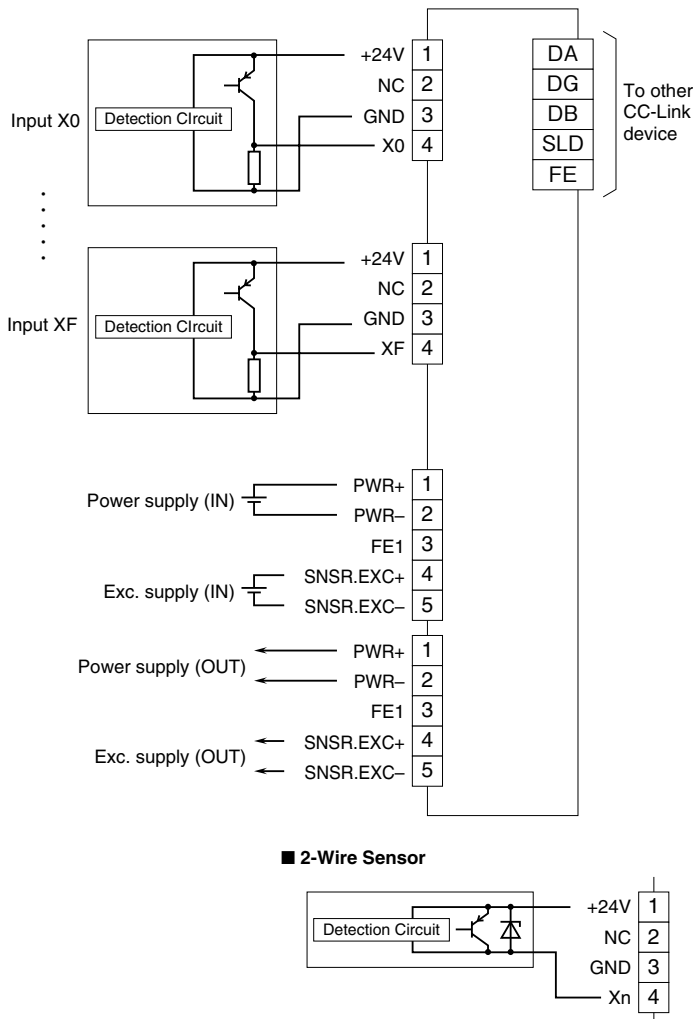 +24V 1
NC 2
GND 3
X0 4
Input X0
Detection CIrcuit
DA
DG
DB
SLD
FE
To other
CC-Link
device
+24V 1
NC 2
GND 3
XF 4
Input XF
Detection CIrcuit
Power supply (IN)
PWR+ 1
PWR– 2
FE1 3
Exc. supply (IN)
SNSR.EXC+ 4
SNSR.EXC– 5
Power supply (OUT)
PWR+ 1
PWR– 2
FE1 3
Exc. supply (OUT)
SNSR.EXC+ 4
SNSR.EXC– 5
■ 2-Wire Sensor
Detection Circuit
+24V 1
NC 2
GND 3
Xn 4